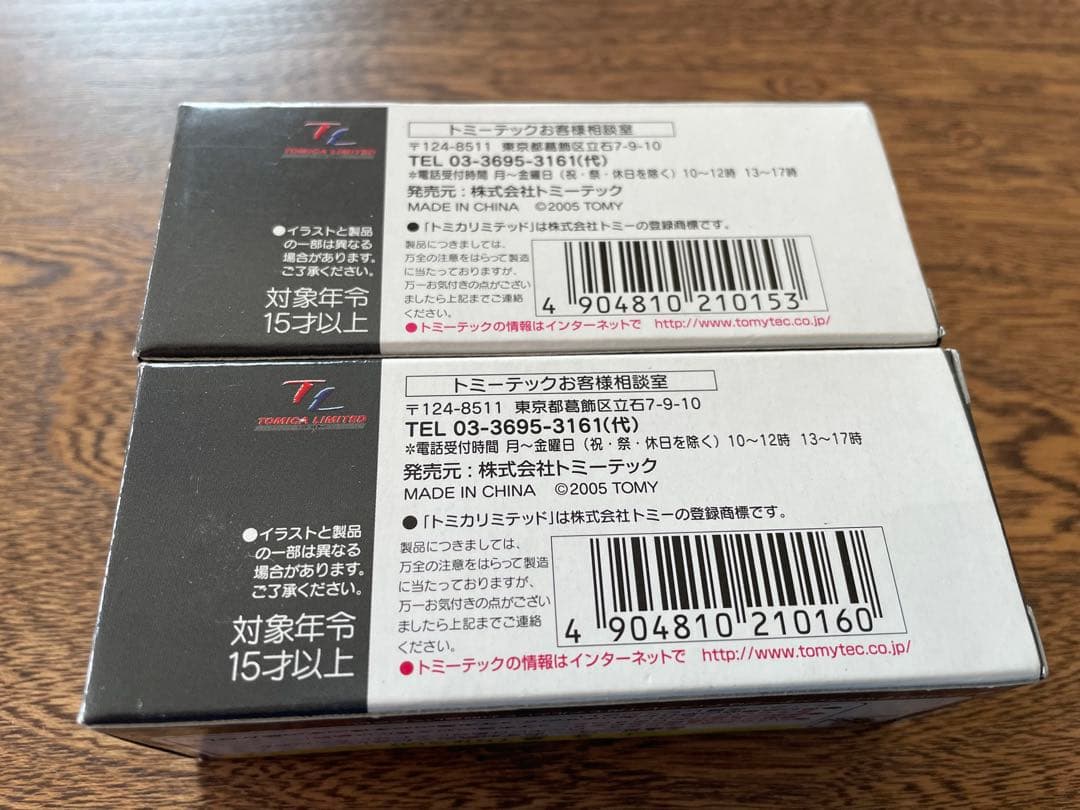 TL
TOMICA LIMITED
●イラストと製品
の一部は異なる
場合があります。
ご了承ください。
対象年令
15才以上
トミーテックお客様相談室
〒124-8511 東京都葛飾区立石7-9-10
TEL 03-3695-3161(代)
*電話受付時間 月〜金曜日（祝・祭・休日を除く）10〜12時 13〜17時
発売元：株式会社トミーテック
MADE IN CHINA ©2005 TOMY
●「トミカリミテッド」は株式会社トミーの登録商標です。
製品につきましては、
万全の注意をはらって製造
に当たっておりますが、
万一お気付きの点がござい
ましたら上記までご連絡
ください。
4 904810 210153
●トミーテックの情報はインターネットで http://www.tomytec.co.jp/
TL
TOMICA LIMITED
●イラストと製品
の一部は異なる
場合があります。
ご了承ください。
対象年令
15才以上
トミーテックお客様相談室
〒124-8511 東京都葛飾区立石7-9-10
TEL 03-3695-3161(代)
*電話受付時間 月〜金曜日（祝・祭・休日を除く）10〜12時 13〜17時
発売元：株式会社トミーテック
MADE IN CHINA ©2005 TOMY
●「トミカリミテッド」は株式会社トミーの登録商標です。
製品につきましては、
万全の注意をはらって製造
に当たっておりますが、
万一お気付きの点がござい
ましたら上記までご連絡
ください。
4 904810 210160
●トミーテックの情報はインターネットで http://www.tomytec.co.jp/